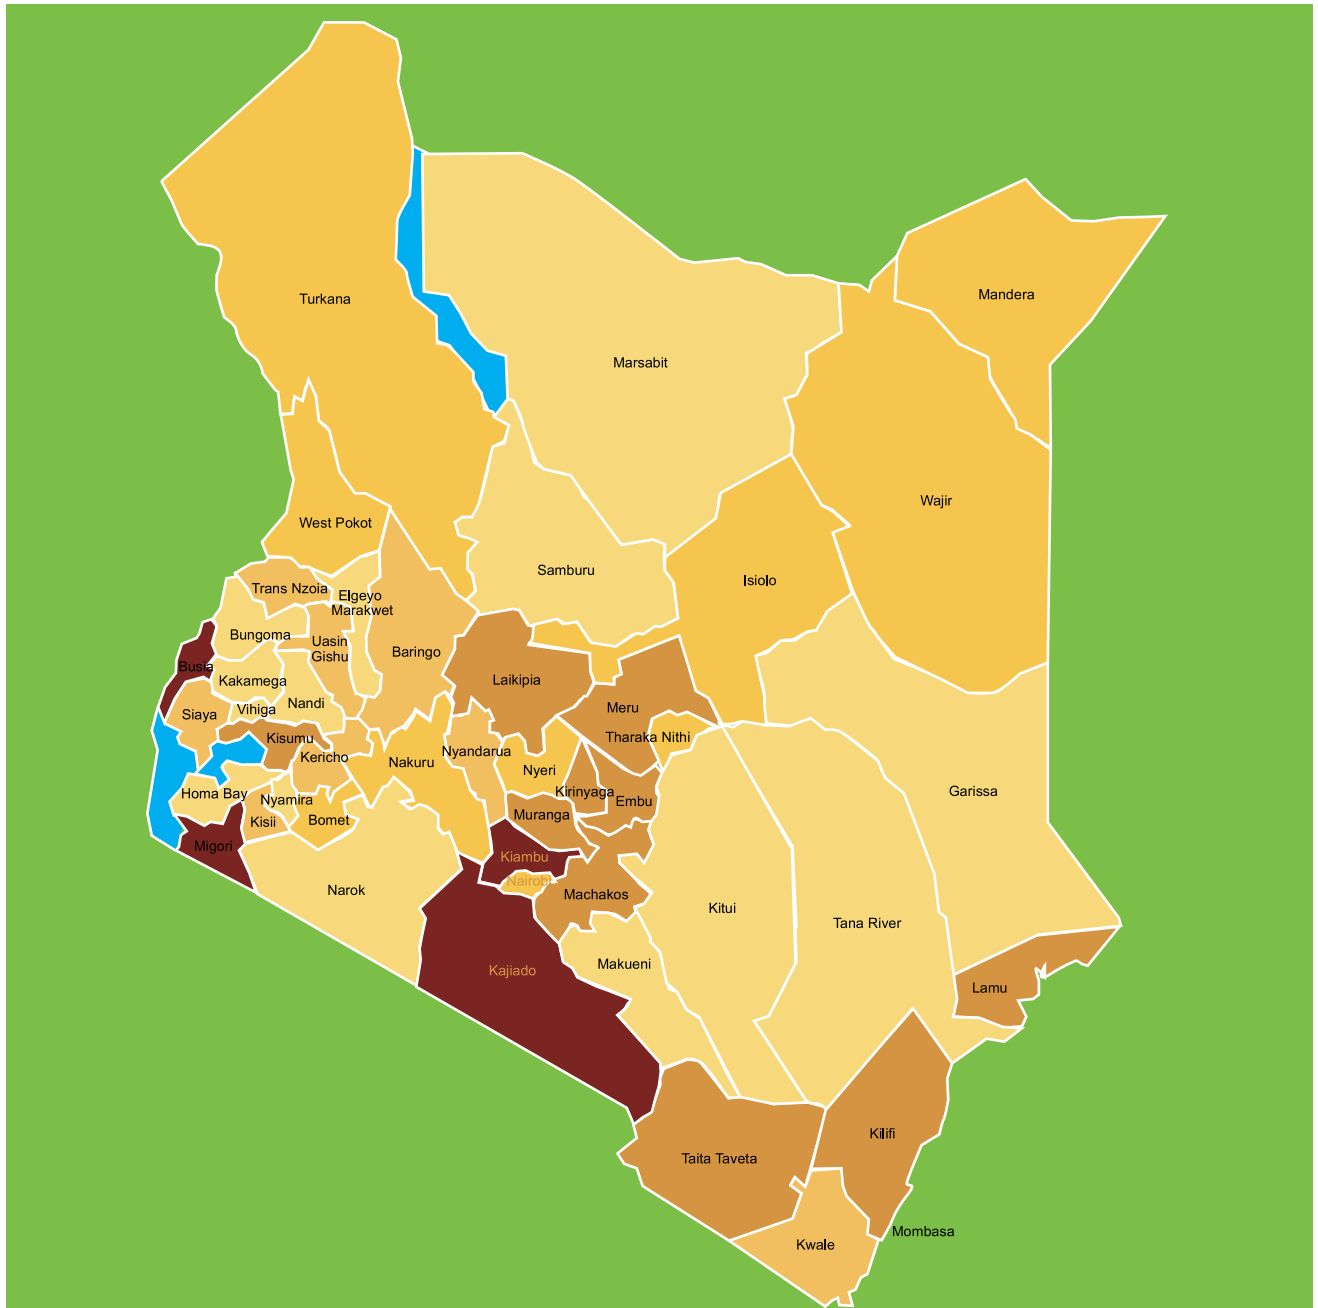 Turkana
Mandera
Marsabit
Wajir
West Pokot
Samburu
Isiolo
Trans Nzoia
Elgeyo
Marakwet
Bungoma
Uasin
Gishu
Baringo
Busia
Kakamega
Laikipia
Nandi
Vihiga
Siaya
Meru
Kisumu
Tharaka Nithi
Kericho
Nyandarua
Nakuru
Nyeri
Homa Bay
Nyamira
Kirinyaga
Embu
Garissa
Kisii
Bomet
Muranga
Migori
Kiambu
Nairobi
Narok
Machakos
Kitui
Tana River
Makueni
Kajiado
Lamu
Kilifi
Taita Taveta
Mombasa
Kwale